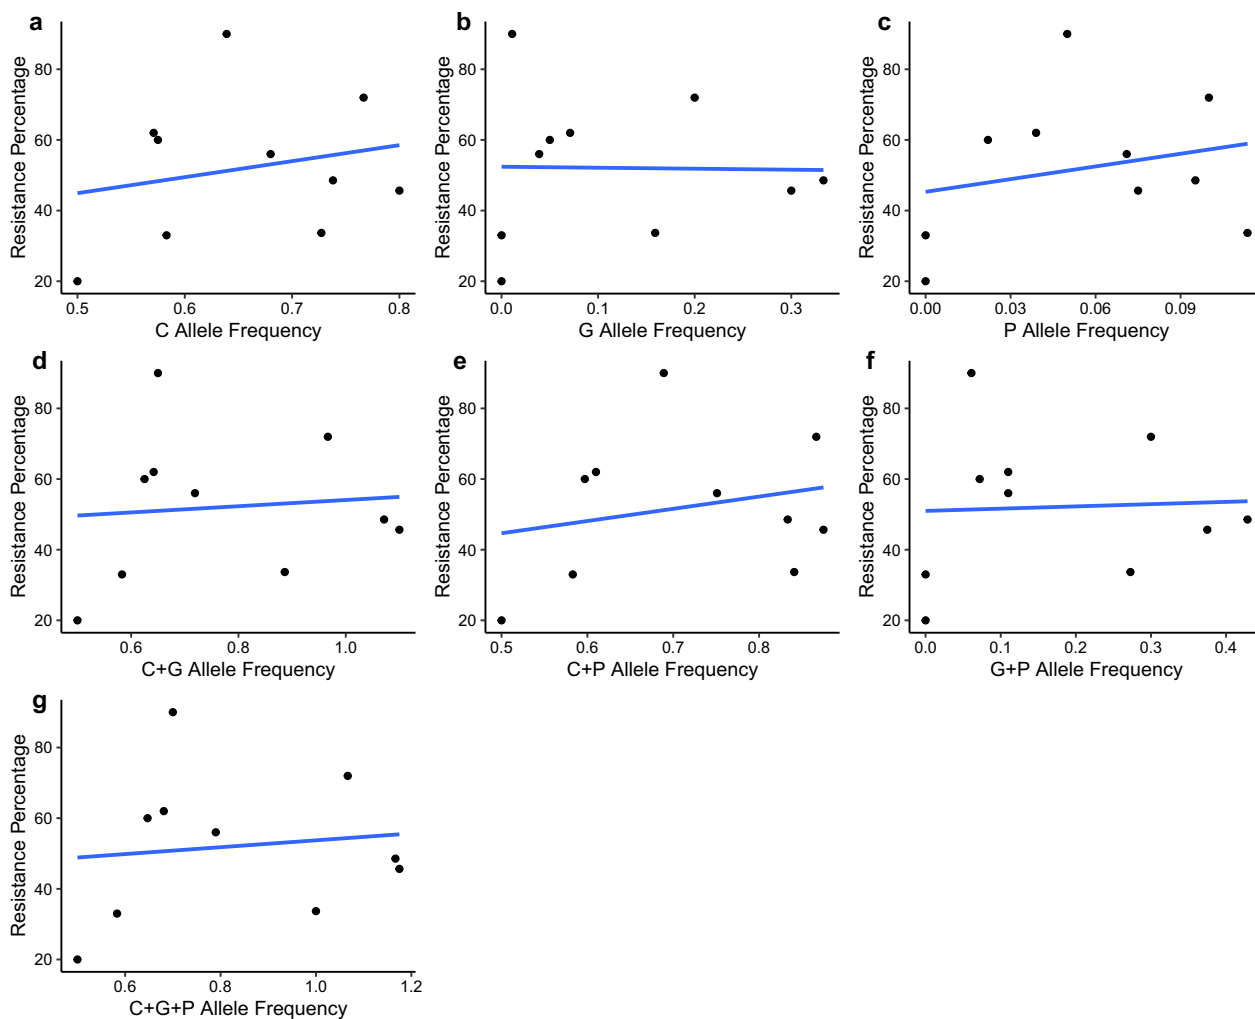 a
Resistance Percentage
80
60
40
20
0.5 0.6 0.7 0.8
C Allele Frequency
b
Resistance Percentage
80
60
40
20
0.0 0.1 0.2 0.3
G Allele Frequency
c
Resistance Percentage
80
60
40
20
0.00 0.03 0.06 0.09
P Allele Frequency
d
Resistance Percentage
80
60
40
20
0.6 0.8 1.0
C+G Allele Frequency
e
Resistance Percentage
80
60
40
20
0.5 0.6 0.7 0.8
C+P Allele Frequency
f
Resistance Percentage
80
60
40
20
0.0 0.1 0.2 0.3 0.4
G+P Allele Frequency
g
Resistance Percentage
80
60
40
20
0.6 0.8 1.0 1.2
C+G+P Allele Frequency